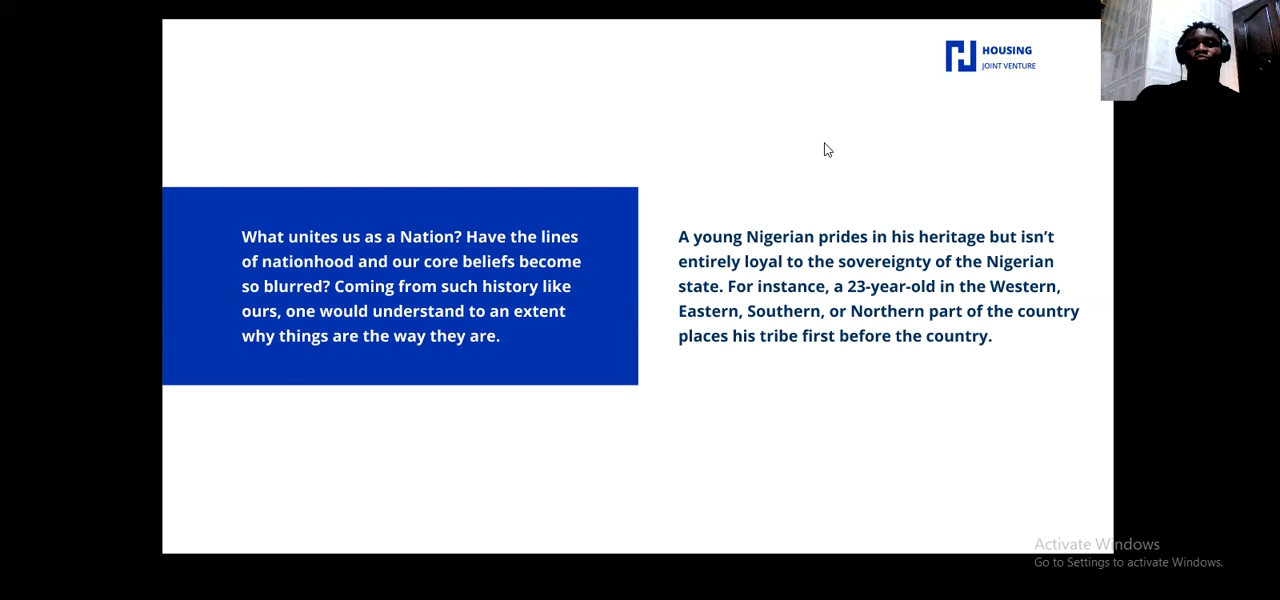 HOUSING
JOINT VENTURE
What unites us as a Nation? Have the lines
of nationhood and our core beliefs become
so blurred? Coming from such history like
ours, one would understand to an extent
why things are the way they are.
A young Nigerian prides in his heritage but isn’t
entirely loyal to the sovereignty of the Nigerian
state. For instance, a 23-year-old in the Western,
Eastern, Southern, or Northern part of the country
places his tribe first before the country.
Activate Windows
Go to Settings to activate Windows.